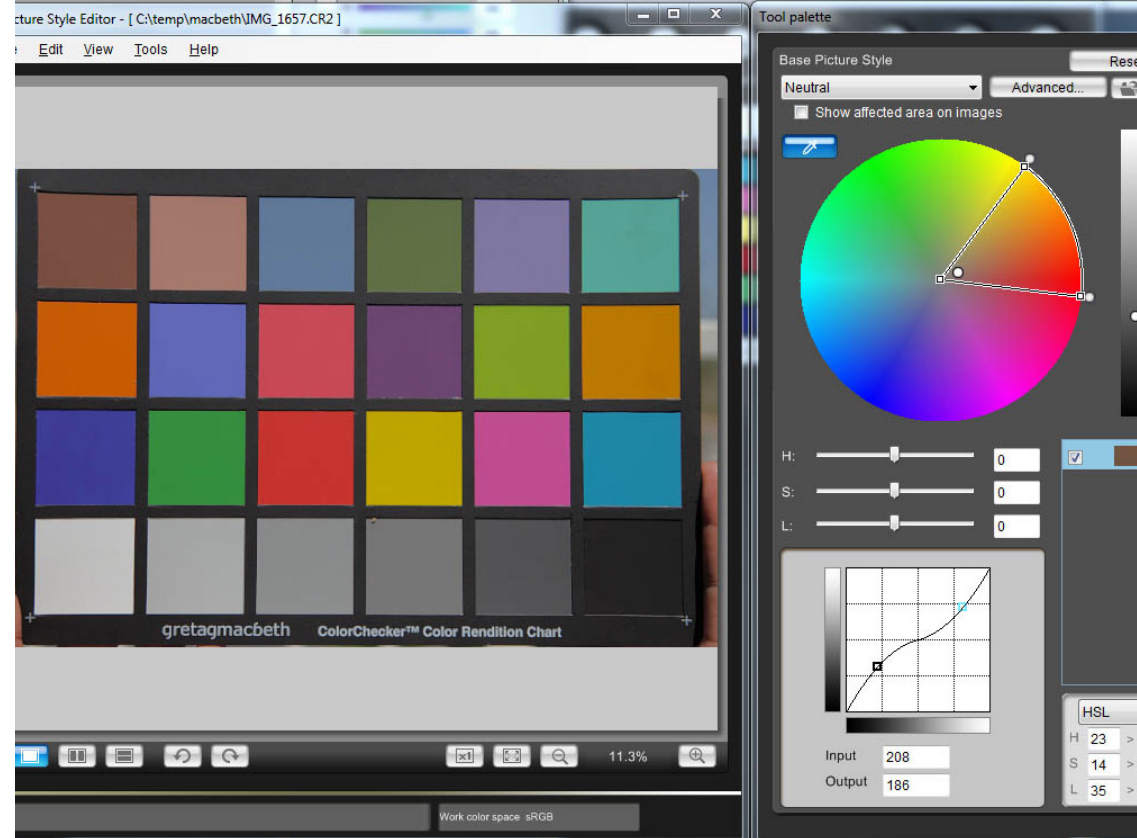 cture Style Editor - [ C:\temp\macbeth\IMG_1657.CR2 ]
Edit View Tools Help
gretagmacbeth ColorChecker™ Color Rendition Chart
x1
11.3%
Work color space sRGB
Tool palette
Base Picture Style
Rese
Neutral
Advanced...
Show affected area on images
H: 0
S: 0
L: 0
Input 208
Output 186
HSL
H 23 >
S 14 >
L 35 >